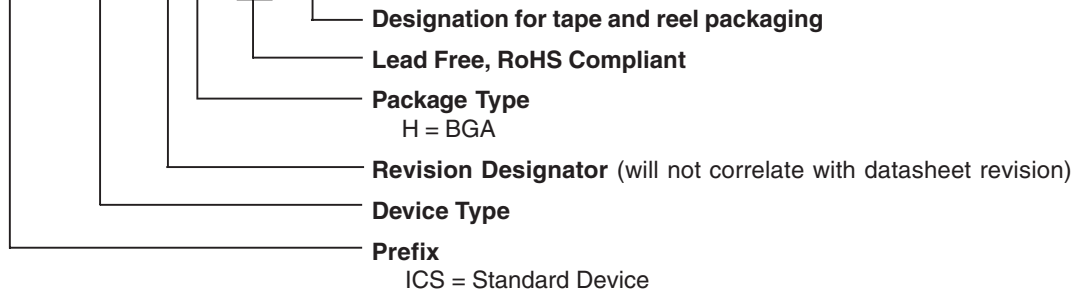 Designation for tape and reel packaging
Lead Free, RoHS Compliant
Package Type
H = BGA
Revision Designator (will not correlate with datasheet revision)
Device Type
Prefix
ICS = Standard Device